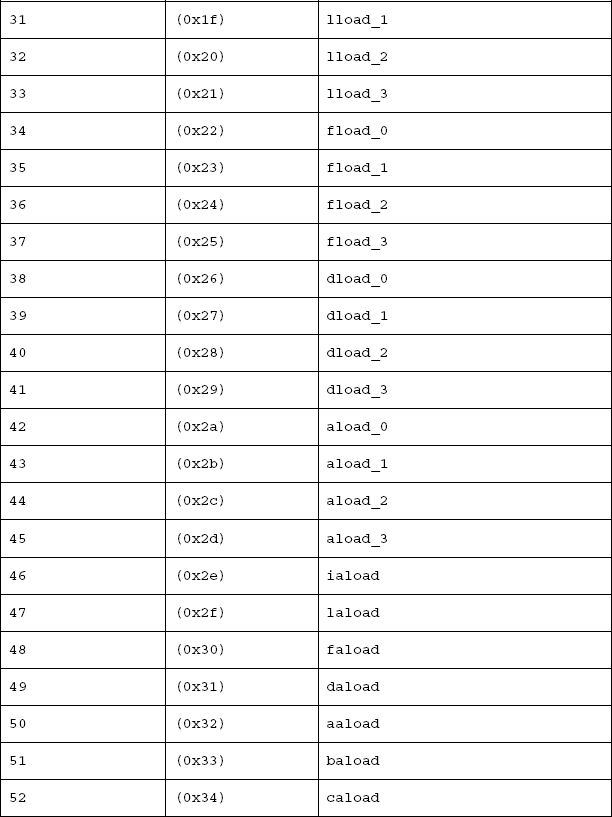 31 (0x1f) lload_1
32 (0x20) lload_2
33 (0x21) lload_3
34 (0x22) fload_0
35 (0x23) fload_1
36 (0x24) fload_2
37 (0x25) fload_3
38 (0x26) dload_0
39 (0x27) dload_1
40 (0x28) dload_2
41 (0x29) dload_3
42 (0x2a) aload_0
43 (0x2b) aload_1
44 (0x2c) aload_2
45 (0x2d) aload_3
46 (0x2e) iaload
47 (0x2f) laload
48 (0x30) faload
49 (0x31) daload
50 (0x32) aaload
51 (0x33) baload
52 (0x34) caload